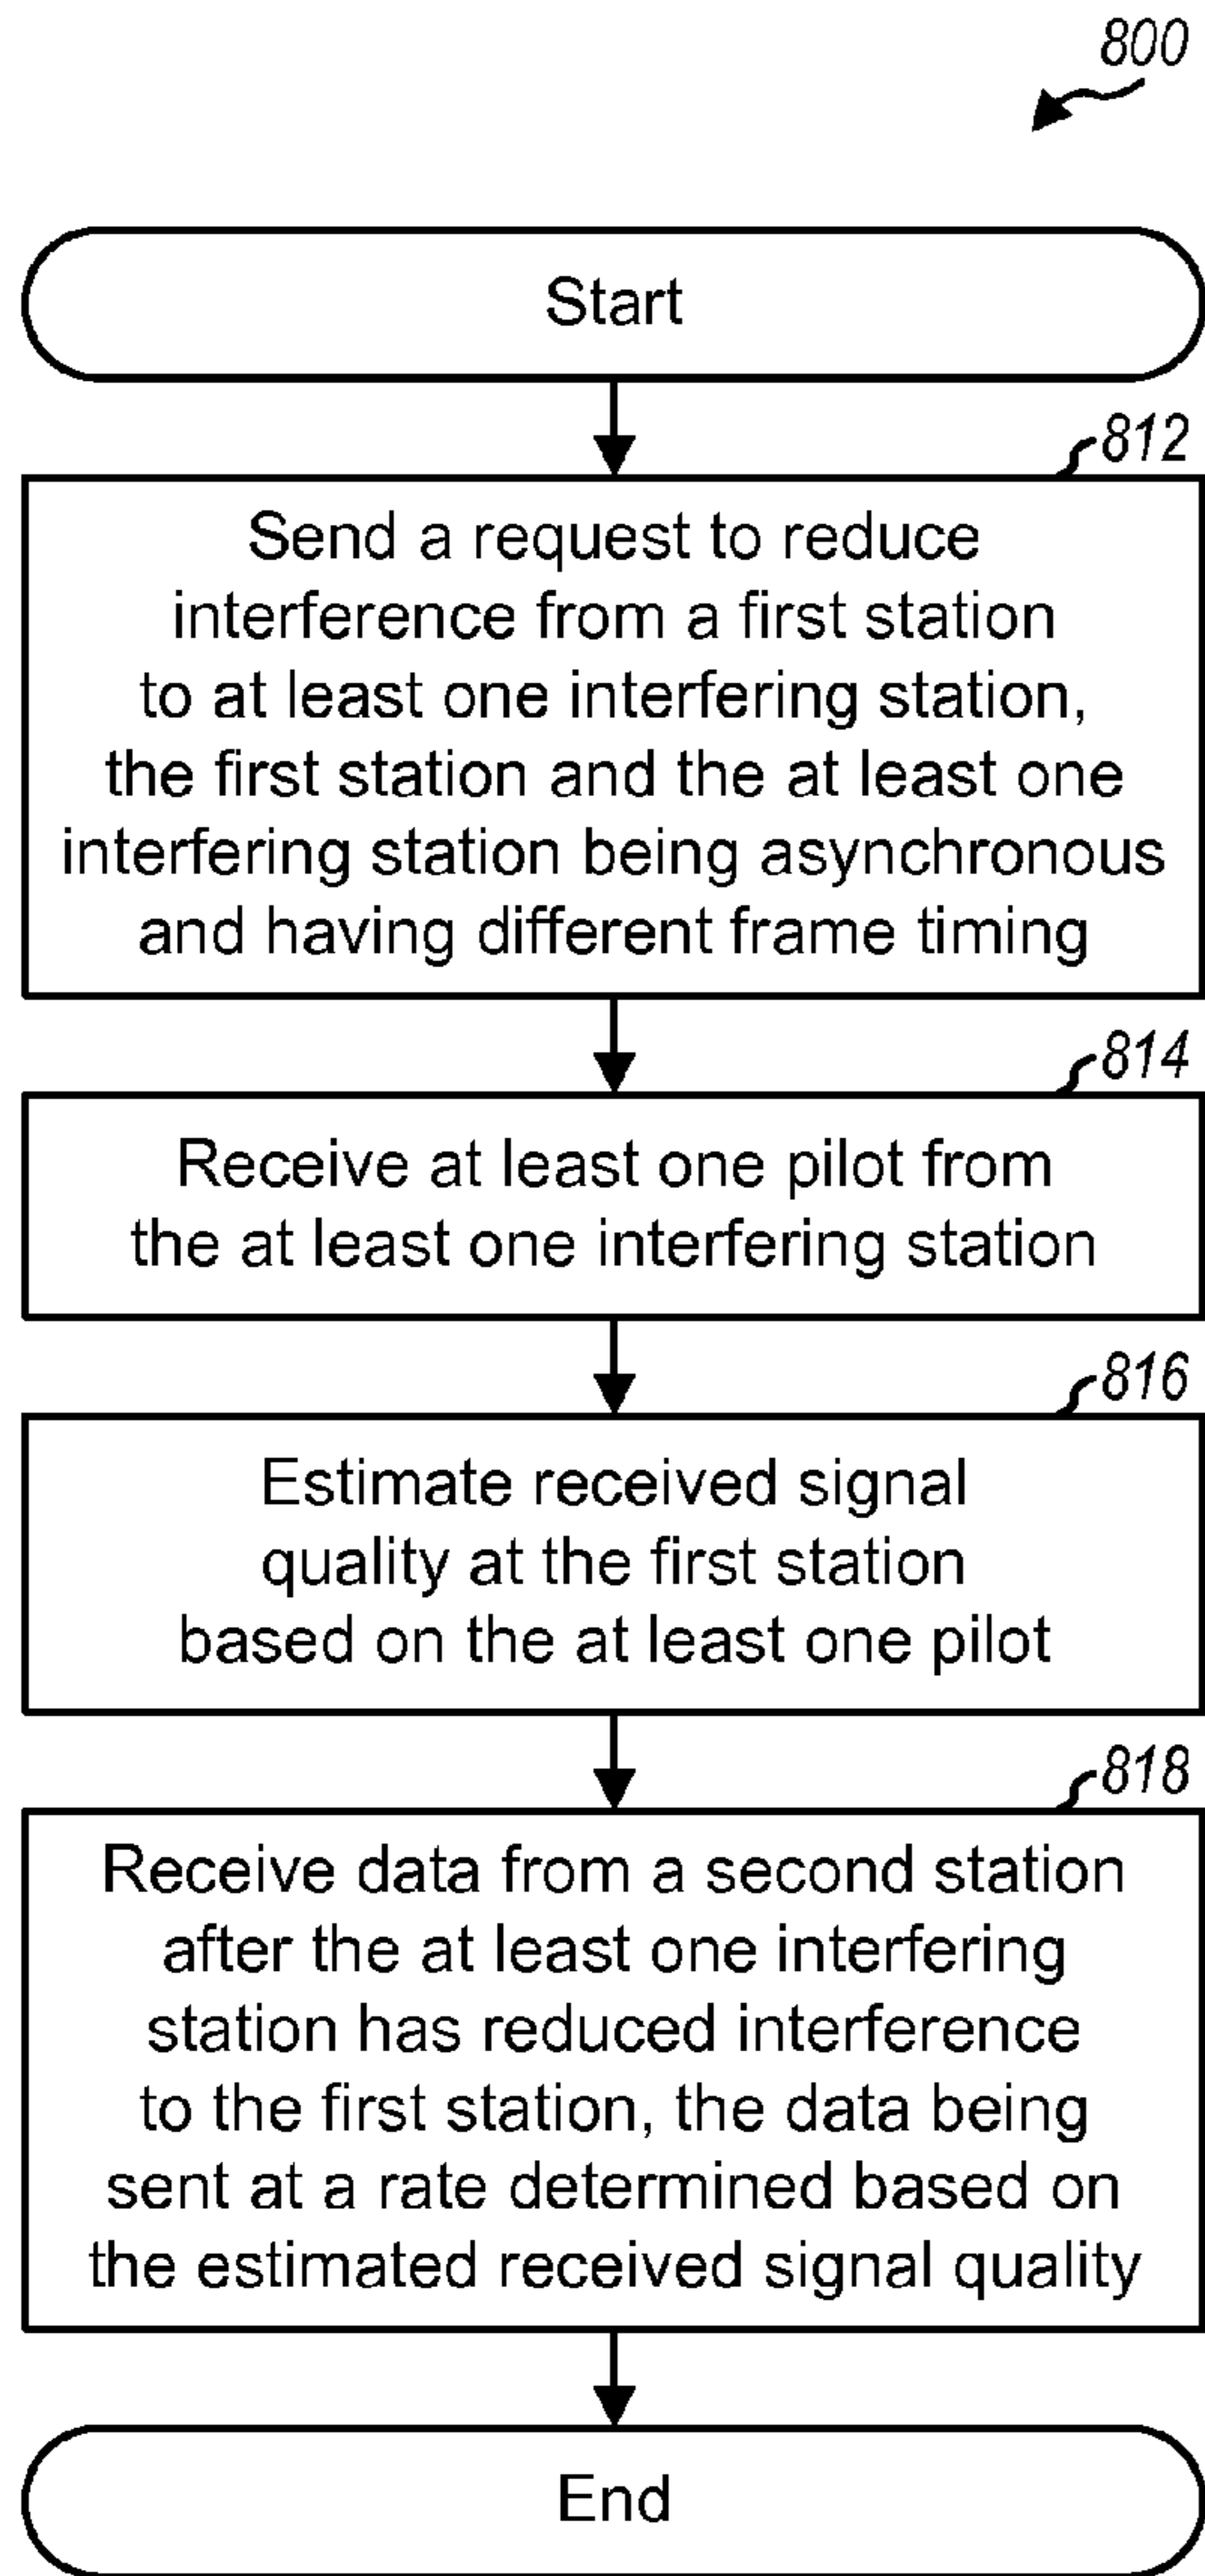 800
Start
812
Send a request to reduce
interference from a first station
to at least one interfering station,
the first station and the at least one
interfering station being asynchronous
and having different frame timing
814
Receive at least one pilot from
the at least one interfering station
816
Estimate received signal
quality at the first station
based on the at least one pilot
818
Receive data from a second station
after the at least one interfering
station has reduced interference
to the first station, the data being
sent at a rate determined based on
the estimated received signal quality
End